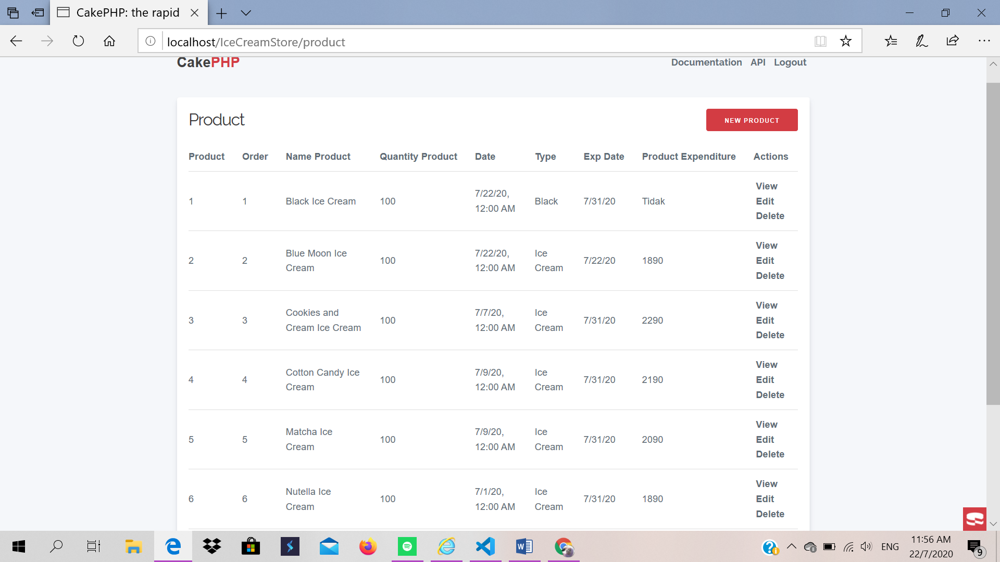 CakePHP: the rapid
localhost/IceCreamStore/product
CakePHP
Documentation API Logout
Product
NEW PRODUCT
Product Order Name Product Quantity Product Date Type Exp Date Product Expenditure Actions
1 1 Black Ice Cream 100 7/22/20, 12:00 AM Black 7/31/20 Tidak View Edit Delete
2 2 Blue Moon Ice Cream 100 7/22/20, 12:00 AM Ice Cream 7/22/20 1890 View Edit Delete
3 3 Cookies and Cream Ice Cream 100 7/7/20, 12:00 AM Ice Cream 7/31/20 2290 View Edit Delete
4 4 Cotton Candy Ice Cream 100 7/9/20, 12:00 AM Ice Cream 7/31/20 2190 View Edit Delete
5 5 Matcha Ice Cream 100 7/9/20, 12:00 AM Ice Cream 7/31/20 2090 View Edit Delete
6 6 Nutella Ice Cream 100 7/1/20, 12:00 AM Ice Cream 7/31/20 1890 View Edit Delete
ENG
11:56 AM
22/7/2020
9